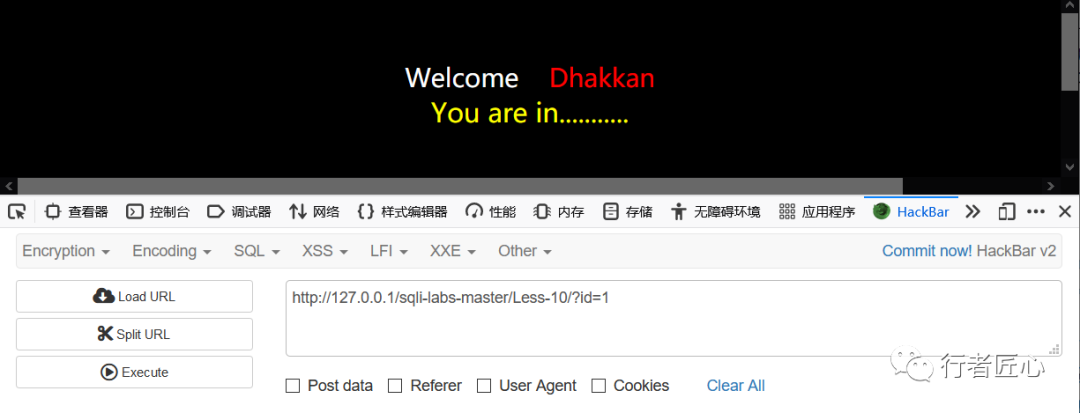 Welcome Dhakkan
You are in...........
查看器 控制台 调试器 网络 样式编辑器 性能 内存 存储 无障碍环境 应用程序 HackBar
Encryption Encoding SQL XSS LFI XXE Other Commit now! HackBar v2
Load URL
http://127.0.0.1/sqli-labs-master/Less-10/?id=1
Split URL
Execute
行者匠心
Post data Referer User Agent Cookies Clear All